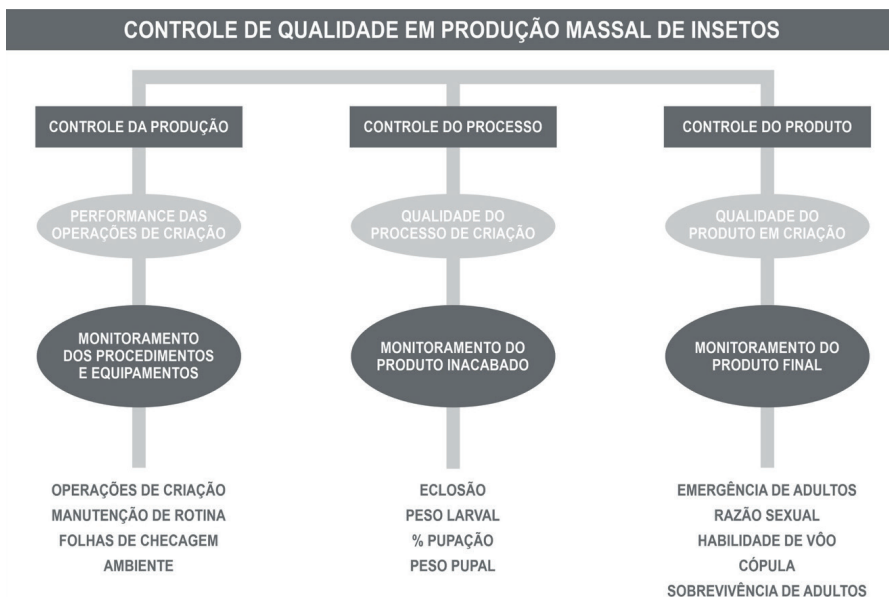 CONTROLE DE QUALIDADE EM PRODUÇÃO MASSAL DE INSETOS
CONTROLE DA PRODUÇÃO
PERFORMANCE DAS
OPERAÇÕES DE CRIAÇÃO
MONITORAMENTO
DOS PROCEDIMENTOS
E EQUIPAMENTOS
OPERAÇÕES DE CRIAÇÃO
MANUTENÇÃO DE ROTINA
FOLHAS DE CHECAGEM
AMBIENTE
CONTROLE DO PROCESSO
QUALIDADE DO
PROCESSO DE CRIAÇÃO
MONITORAMENTO DO
PRODUTO INACABADO
ECLOSÃO
PESO LARVAL
% PUPAÇÃO
PESO PUPAL
CONTROLE DO PRODUTO
QUALIDADE DO
PRODUTO EM CRIAÇÃO
MONITORAMENTO DO
PRODUTO FINAL
EMERGÊNCIA DE ADULTOS
RAZÃO SEXUAL
HABILIDADE DE VÔO
CÓPULA
SOBREVIVÊNCIA DE ADULTOS